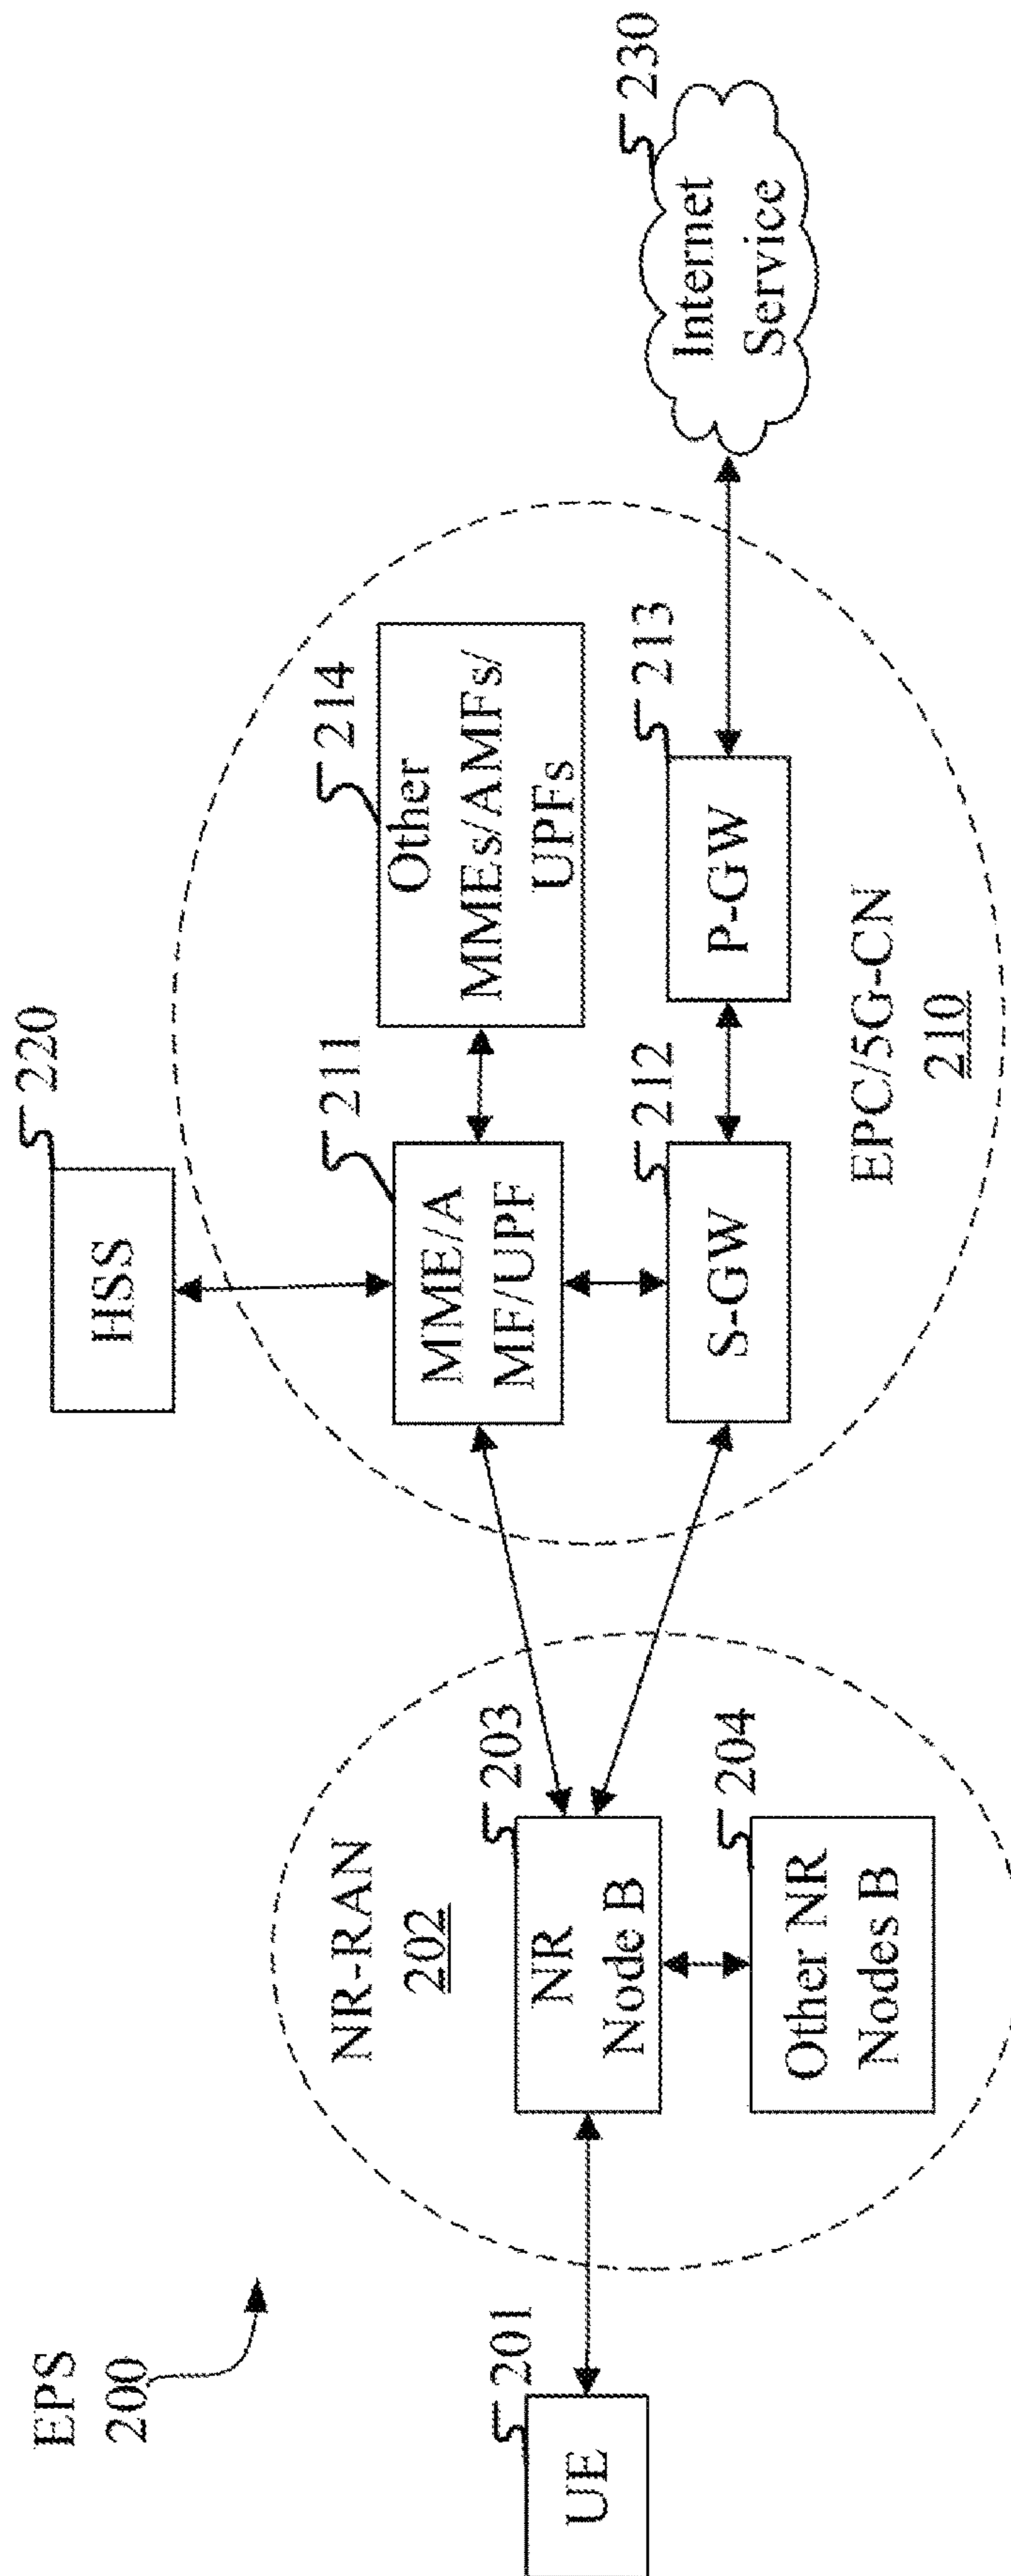 EPS
200
UE
201
NR-RAN
202
NR
Node B
203
Other NR
Nodes B
204
HSS
220
MME/A
MF/UPF
211
Other
MMEs/AMFs/
UPFs
214
S-GW
212
P-GW
213
EPC/5G-CN
210
Internet
Service
230